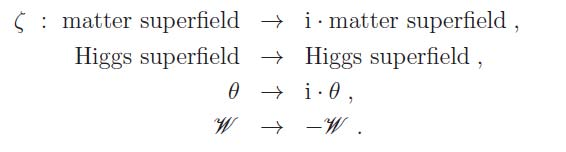 ζ : matter superfield → i · matter superfield ,
Higgs superfield → Higgs superfield ,
θ → i · θ ,
𝒲 → −𝒲 .